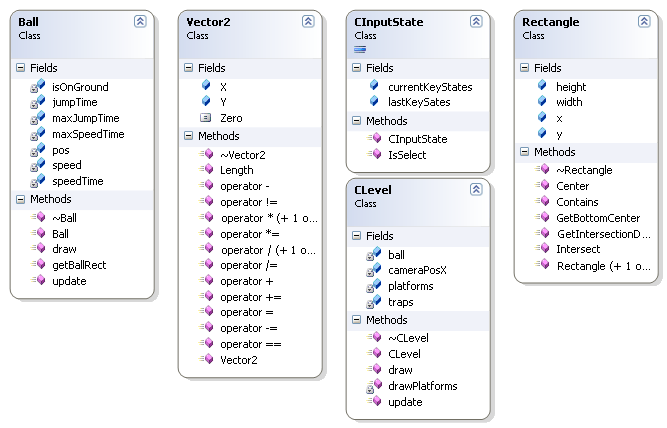 Ball
Class
Fields
isOnGround
jumpTime
maxJumpTime
maxSpeedTime
pos
speed
speedTime
Methods
~Ball
Ball
draw
getBallRect
update
Vector2
Class
Fields
X
Y
Zero
Methods
~Vector2
Length
operator -
operator !=
operator * (+ 1 o...
operator *=
operator / (+ 1 o...
operator /=
operator +
operator +=
operator =
operator -=
operator ==
Vector2
CInputState
Class
Fields
currentKeyStates
lastKeySates
Methods
CInputState
IsSelect
CLevel
Class
Fields
ball
cameraPosX
platforms
traps
Methods
~CLevel
CLevel
draw
drawPlatforms
update
Rectangle
Class
Fields
height
width
x
y
Methods
~Rectangle
Center
Contains
GetBottomCenter
GetIntersectionD...
Intersect
Rectangle (+ 1 o...